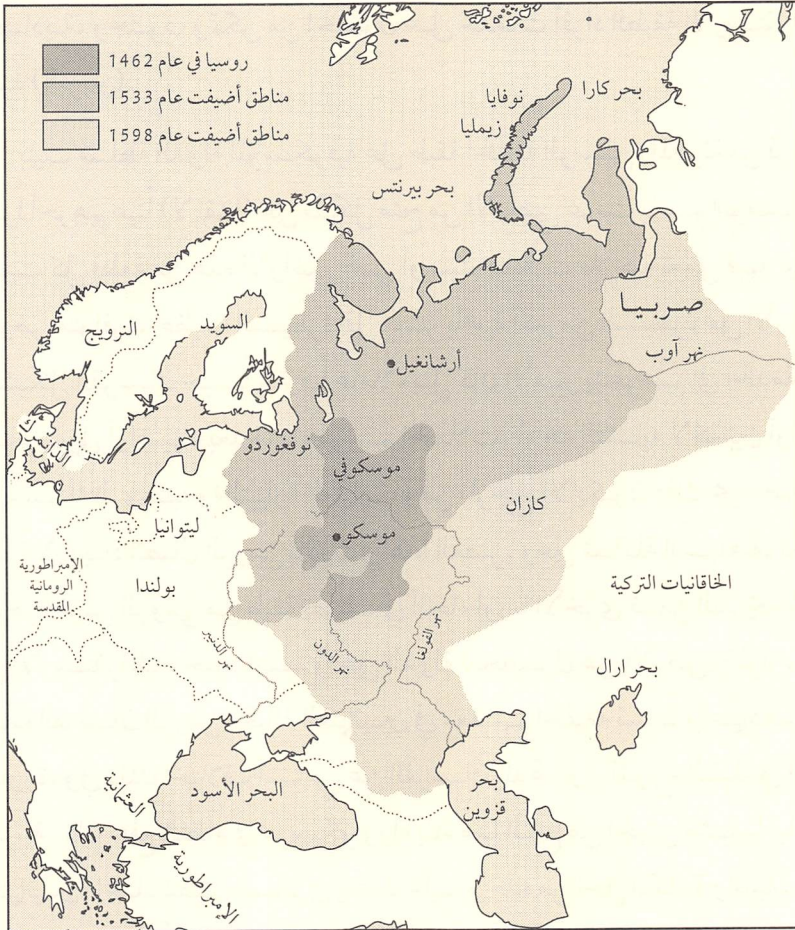 روسيا في عام 1462
مناطق أضيفت عام 1533
مناطق أضيفت عام 1598
بحر كارا
نوفايا
زيمليا
بحر بيرنتس
صربيا
نهر آوب
النرويج
السويد
أرشانغيل
نوفغوردو
موسكوفي
موسكو
كازان
ليتوانيا
بولندا
الإمبراطورية
الرومانية
المقدسة
الخاقانيات التركية
نهر الدنيبر
نهر الدون
نهر الفولغا
بحر ارال
بحر
قزوين
البحر الأسود
الإمبراطورية
العثمانية